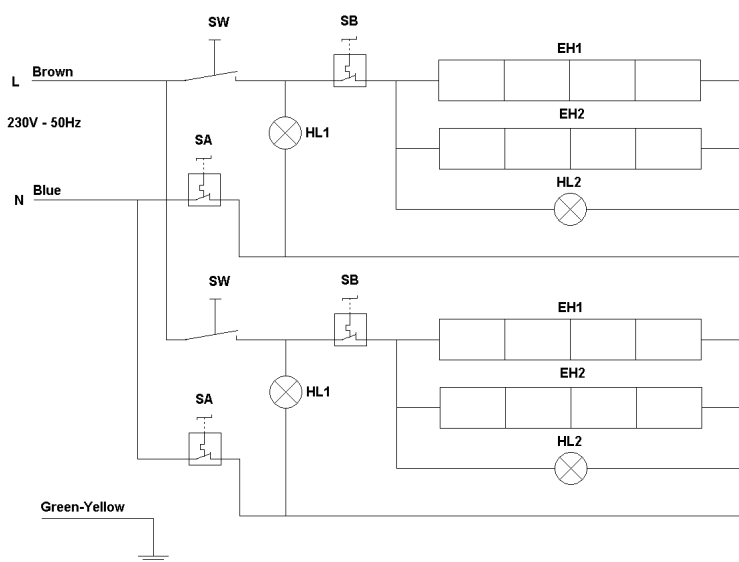 SW
SB
EH1
L
Brown
230V - 50Hz
EH2
HL1
SA
HL2
N
Blue
SW
SB
EH1
EH2
HL1
SA
HL2
Green-Yellow